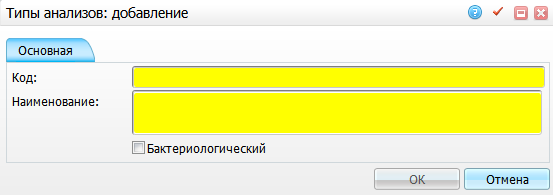 Типы анализов: добавление
Основная
Код:
Наименование:
Бактериологический
ОК Отмена